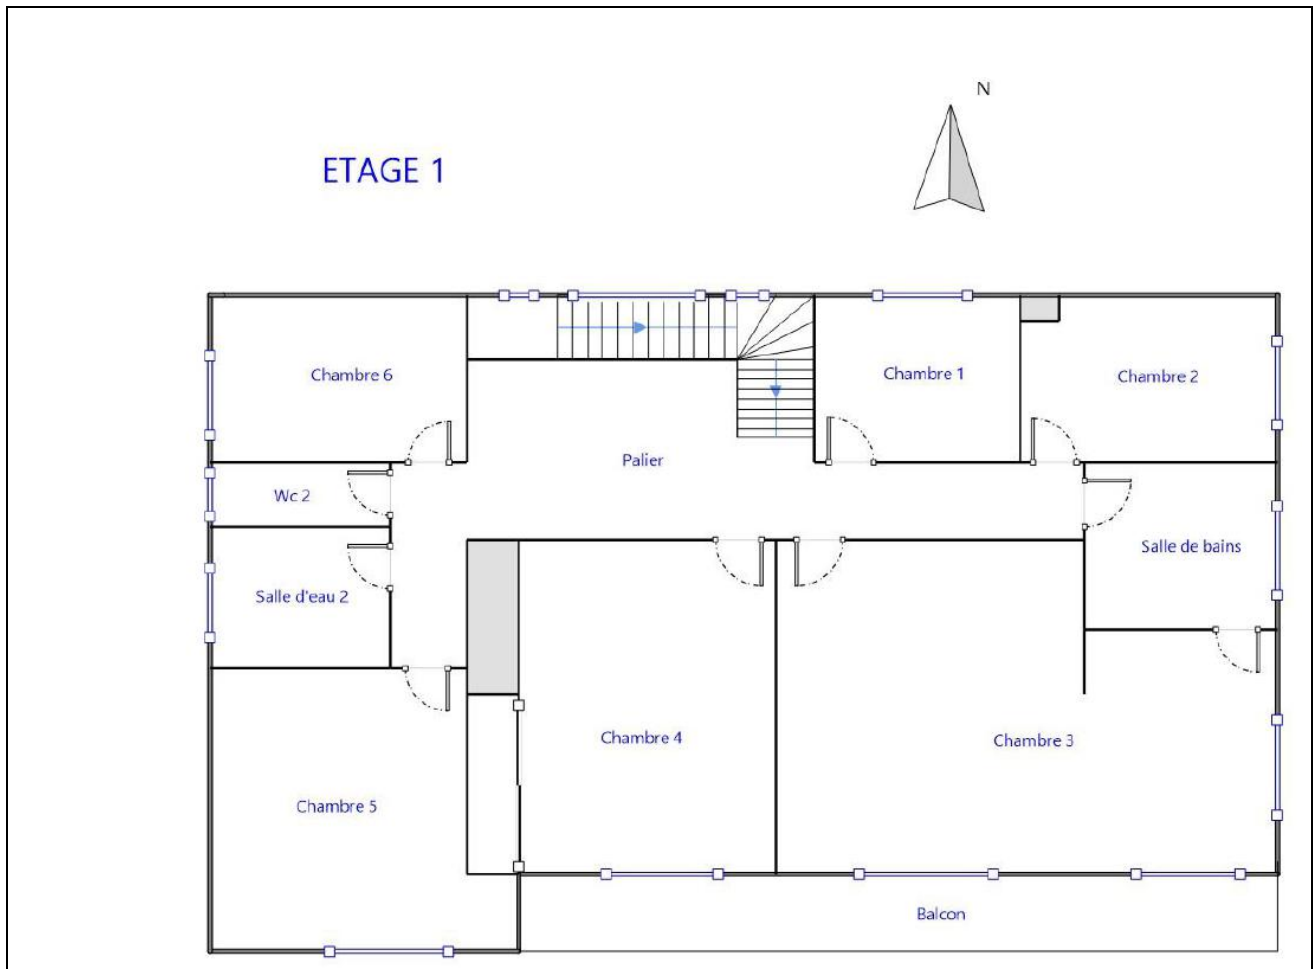 N
ETAGE 1
Chambre 6
Chambre 1
Chambre 2
Palier
Wc 2
Salle de bains
Salle d'eau 2
Chambre 4
Chambre 3
Chambre 5
Balcon